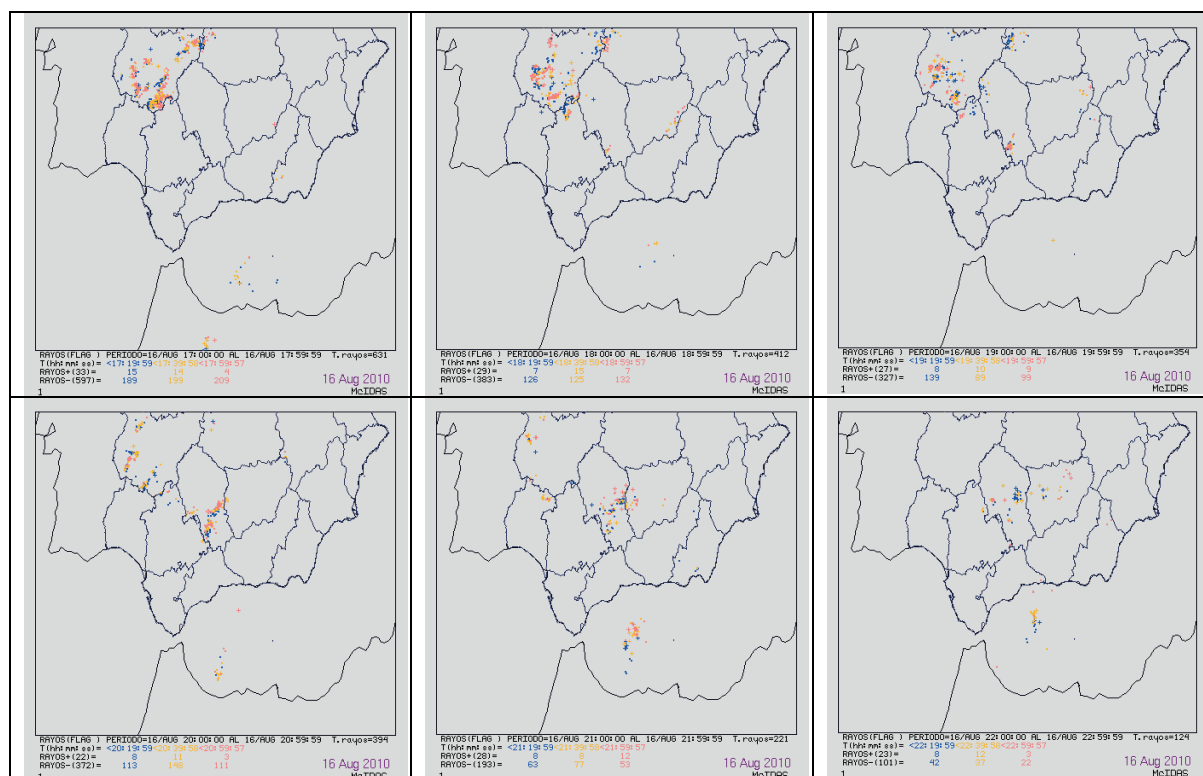 RAYOS(FLAG ) PERIODO=16/AUG 17:00:00 AL 16/AUG 17:59:59 T.rayos=631
T(hh:mm:ss)= <17:19:59<17:39:58<17:59:57
RAYOS+(33)= 15 14 4
RAYOS-(597)= 189 199 209
16 Aug 2010
1 McIDAS
RAYOS(FLAG ) PERIODO=16/AUG 18:00:00 AL 16/AUG 18:59:59 T.rayos=412
T(hh:mm:ss)= <18:19:59<18:39:58<18:59:57
RAYOS+(29)= 7 15 7
RAYOS-(383)= 126 125 132
16 Aug 2010
1 McIDAS
RAYOS(FLAG ) PERIODO=16/AUG 19:00:00 AL 16/AUG 19:59:59 T.rayos=354
T(hh:mm:ss)= <19:19:59<19:39:58<19:59:57
RAYOS+(27)= 8 10 9
RAYOS-(327)= 139 89 99
16 Aug 2010
1 McIDAS
RAYOS(FLAG ) PERIODO=16/AUG 20:00:00 AL 16/AUG 20:59:59 T.rayos=394
T(hh:mm:ss)= <20:19:59<20:39:58<20:59:57
RAYOS+(22)= 8 11 3
RAYOS-(372)= 113 148 111
16 Aug 2010
1 McIDAS
RAYOS(FLAG ) PERIODO=16/AUG 21:00:00 AL 16/AUG 21:59:59 T.rayos=221
T(hh:mm:ss)= <21:19:59<21:39:58<21:59:57
RAYOS+(28)= 8 8 12
RAYOS-(193)= 63 77 53
16 Aug 2010
1 McIDAS
RAYOS(FLAG ) PERIODO=16/AUG 22:00:00 AL 16/AUG 22:59:59 T.rayos=124
T(hh:mm:ss)= <22:19:59<22:39:58<22:59:57
RAYOS+(23)= 8 12 3
RAYOS-(101)= 42 37 22
16 Aug 2010
1 McIDAS